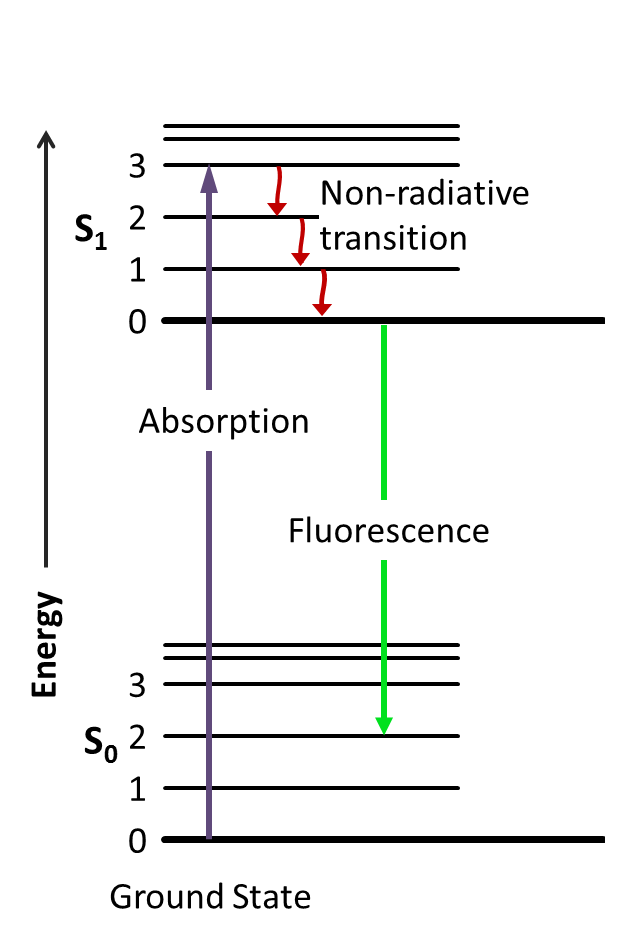 3
Non-radiative
2
transition
S1
1
0
Absorption
Fluorescence
Energy
3
S0
2
1
0
Ground State